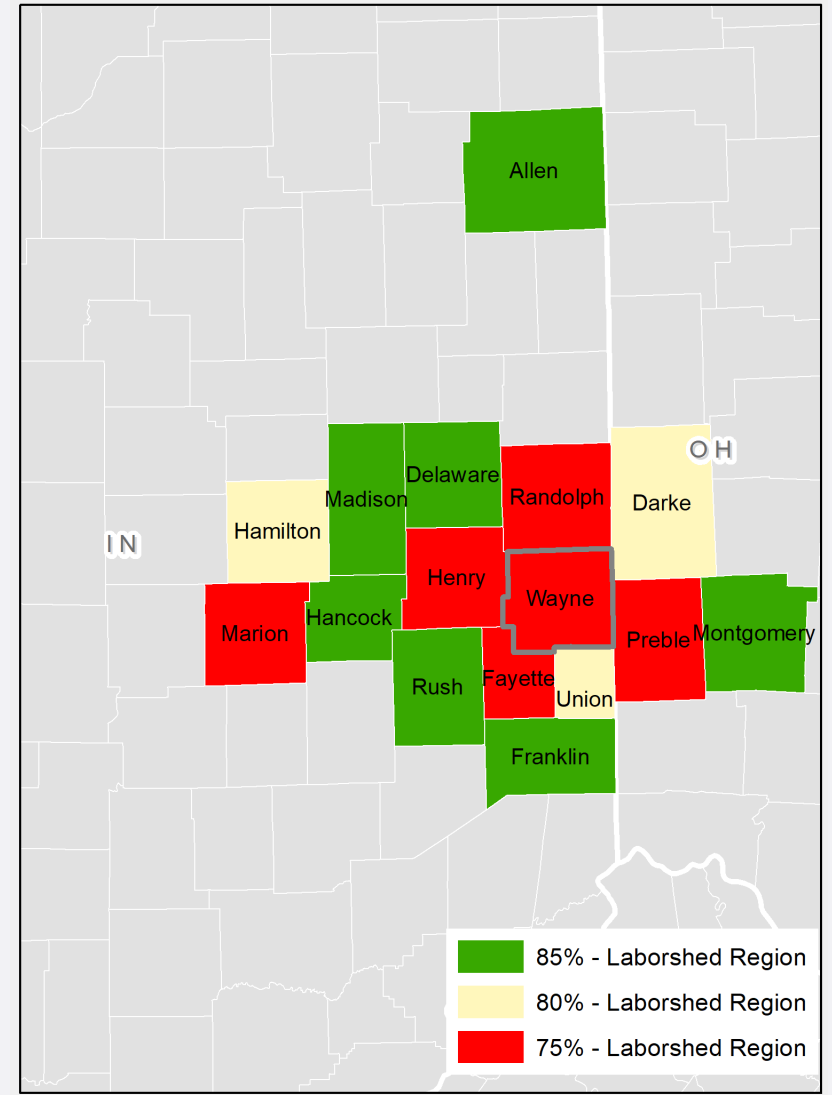 Allen
OH
Delaware
Madison
Randolph
Darke
Hamilton
IN
Henry
Wayne
Hancock
Marion
Preble
Montgomery
Fayette
Rush
Union
Franklin
85% - Laborshed Region
80% - Laborshed Region
75% - Laborshed Region